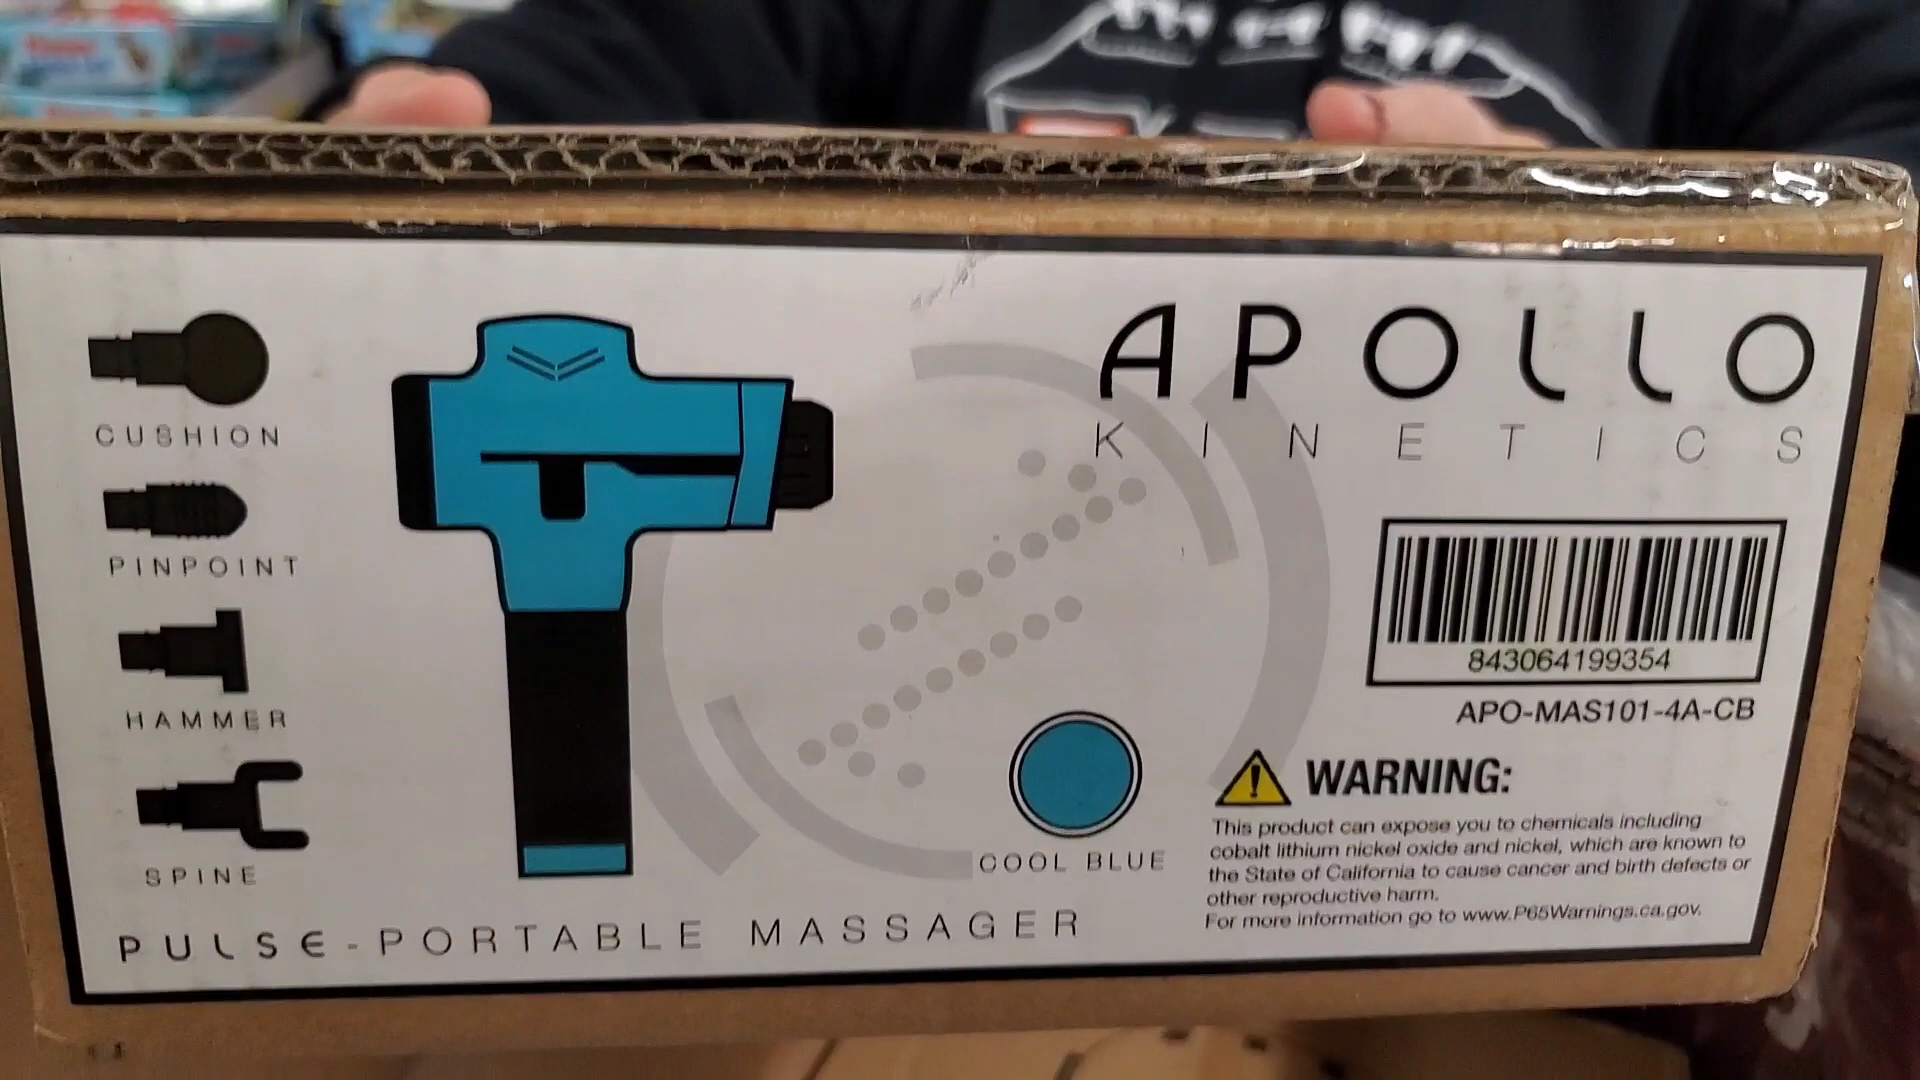 APOLLO
KINETICS
CUSHION
PINPOINT
HAMMER
SPINE
843064199354
APO-MAS101-4A-CB
COOL BLUE
WARNING:
This product can expose you to chemicals including
cobalt lithium nickel oxide and nickel, which are known to
the State of California to cause cancer and birth defects or
other reproductive harm.
For more information go to www.P65Warnings.ca.gov.
PULSE-PORTABLE MASSAGER